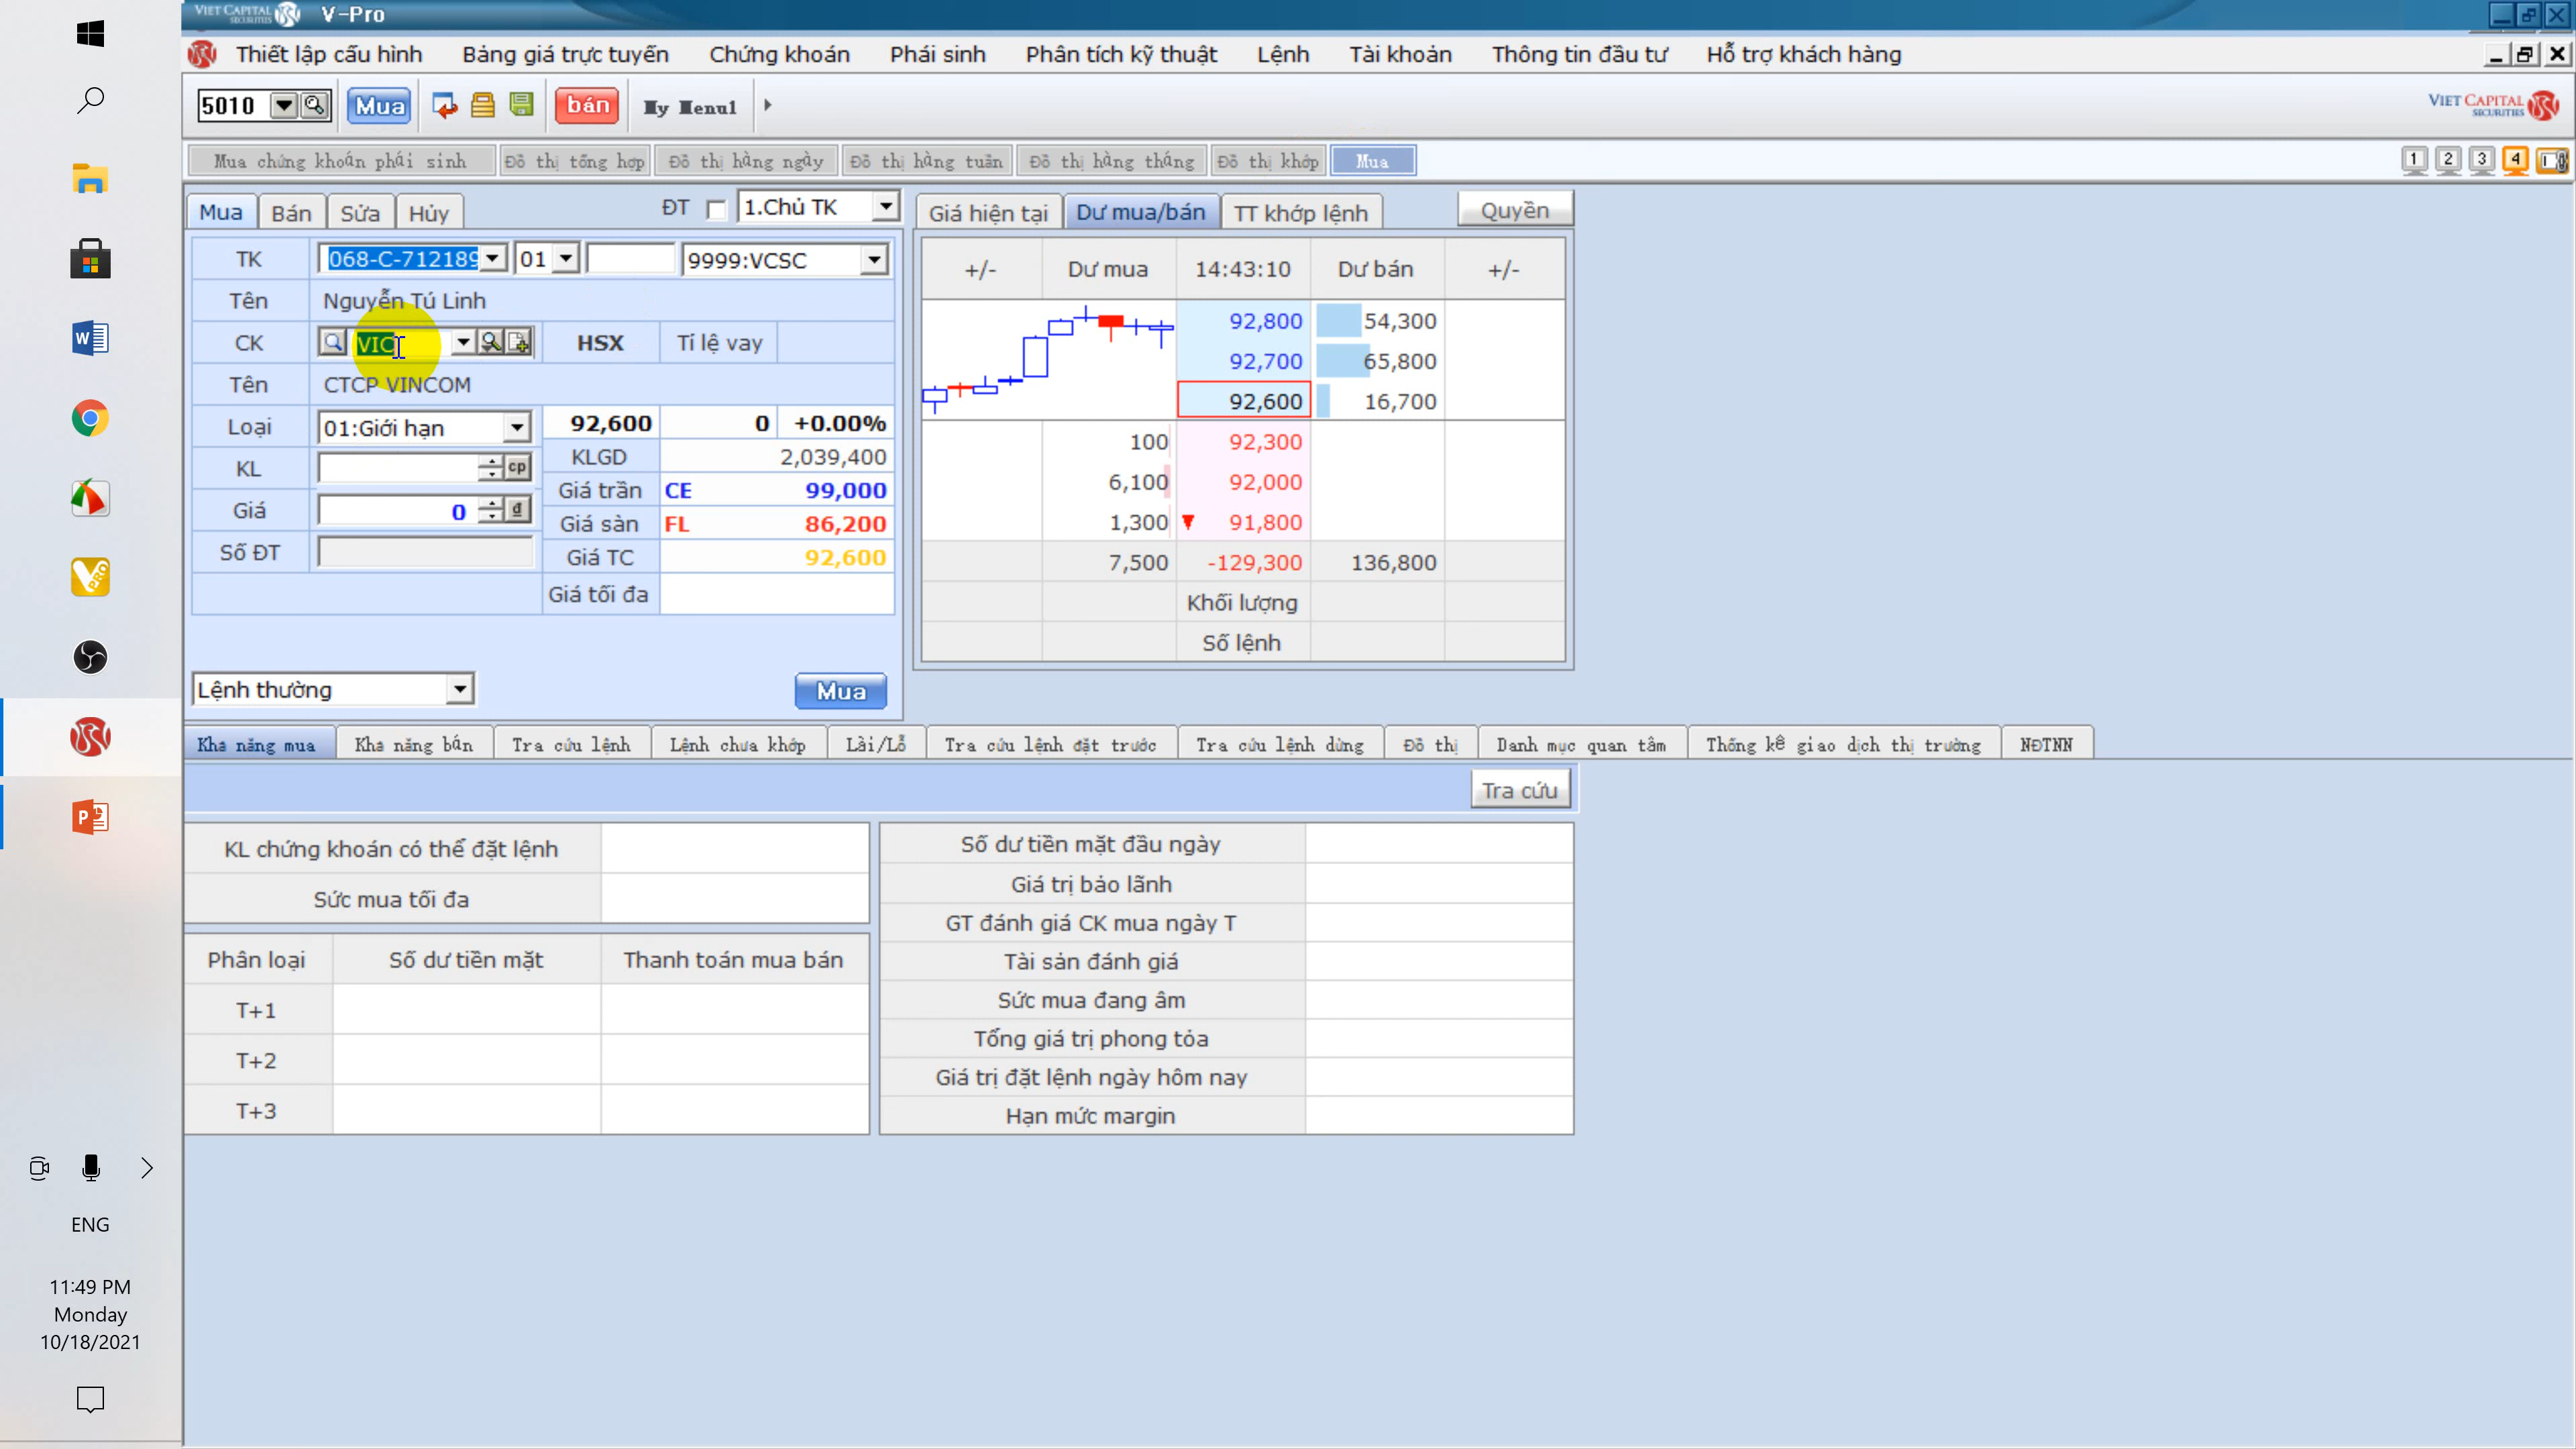 VIET CAPITAL SECURITIES V-Pro
Thiết lập cấu hình Bảng giá trực tuyến Chứng khoán Phái sinh Phân tích kỹ thuật Lệnh Tài khoản Thông tin đầu tư Hỗ trợ khách hàng
5010 Mua bán My Menu1 VIET CAPITAL SECURITIES
Mua chứng khoán phái sinh Đồ thị tổng hợp Đồ thị hàng ngày Đồ thị hàng tuần Đồ thị hàng tháng Đồ thị khớp Mua 1 2 3 4
Mua Bán Sửa Hủy ĐT 1.Chủ TK
TK 068-C-712189 01 9999:VCSC
Tên Nguyễn Tú Linh
CK VIC HSX Tỉ lệ vay
Tên CTCP VINCOM
Loại 01:Giới hạn 92,600 0 +0.00%
KL cp KLGD 2,039,400
Giá trần CE 99,000
Giá 0 đ
Giá sàn FL 86,200
Số ĐT Giá TC 92,600
Giá tối đa
Lệnh thường Mua
Giá hiện tại Dư mua/bán TT khớp lệnh Quyền
+/- Dư mua 14:43:10 Dư bán +/-
92,800 54,300
92,700 65,800
92,600 16,700
100 92,300
6,100 92,000
1,300 91,800
7,500 -129,300 136,800
Khối lượng
Số lệnh
Khả năng mua Khả năng bán Tra cứu lệnh Lệnh chưa khớp Lãi/Lỗ Tra cứu lệnh đặt trước Tra cứu lệnh dừng Đồ thị Danh mục quan tâm Thống kê giao dịch thị trường NĐTNN
Tra cứu
KL chứng khoán có thể đặt lệnh
Sức mua tối đa
Phân loại Số dư tiền mặt Thanh toán mua bán
T+1
T+2
T+3
Số dư tiền mặt đầu ngày
Giá trị bảo lãnh
GT đánh giá CK mua ngày T
Tài sản đánh giá
Sức mua đang âm
Tổng giá trị phong tỏa
Giá trị đặt lệnh ngày hôm nay
Hạn mức margin
ENG
11:49 PM
Monday
10/18/2021